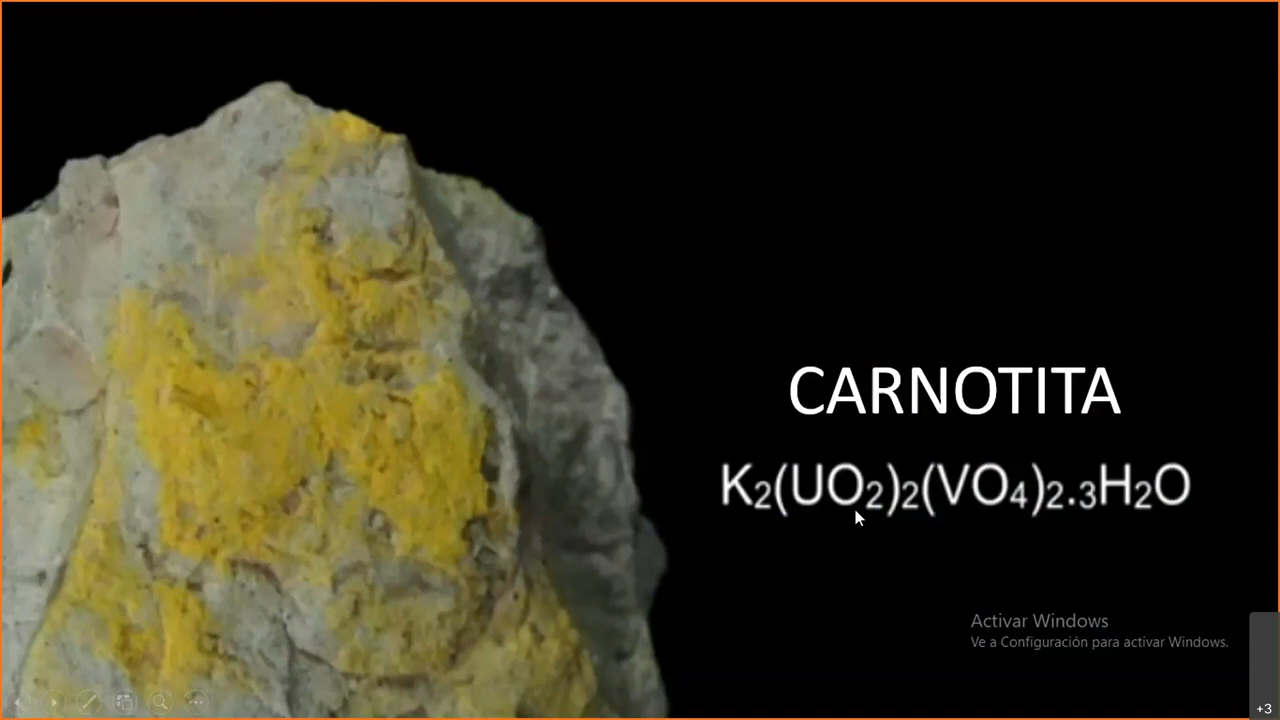 CARNOTITA
K₂(UO₂)₂(VO₄)₂.₃H₂O
Activar Windows
Ve a Configuración para activar Windows.
+3